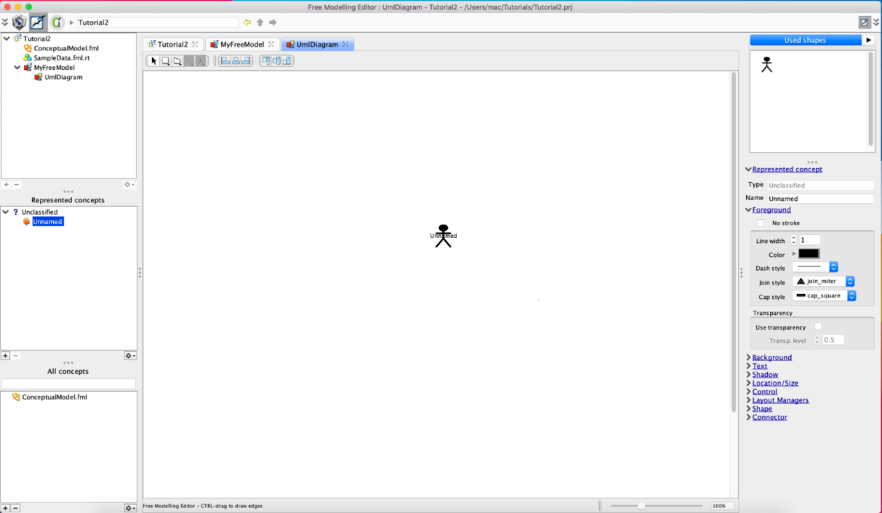 Free Modelling Editor : UmlDiagram - Tutorial2 - /Users/mac/Tutorials/Tutorial2.prj
Tutorial2
Tutorial2
ConceptualModel.fml
SampleData.fml.rt
MyFreeModel
UmlDiagram
Represented concepts
? Unclassified
Unnamed
All concepts
ConceptualModel.fml
Tutorial2
MyFreeModel
UmlDiagram
Unnamed
Free Modelling Editor - CTRL-drag to draw edges
100%
Used shapes
Represented concept
Type Unclassified
Name Unnamed
Foreground
No stroke
Line width 1
Color
Dash style
Join style join_miter
Cap style cap_square
Transparency
Use transparency
Transp. level 0.5
Background
Text
Shadow
Location/Size
Control
Layout Managers
Shape
Connector